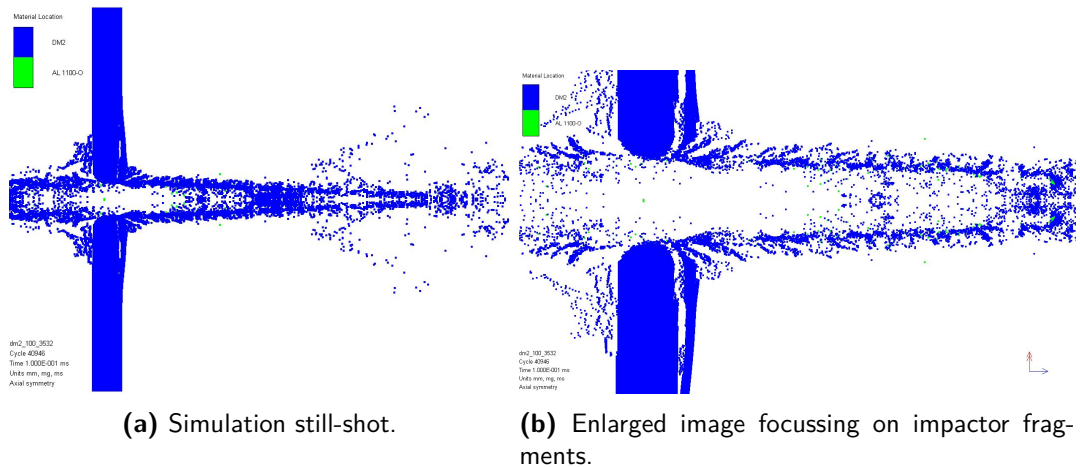 Material Location
DM2
AL 1100-O
dm2_100_3532
Cycle 40946
Time 1.000E-001 ms
Units mm, mg, ms
Axial symmetry
(a) Simulation still-shot.
Material Location
DM2
AL 1100-O
dm2_100_3532
Cycle 40946
Time 1.000E-001 ms
Units mm, mg, ms
Axial symmetry
(b) Enlarged image focussing on impactor frag-
ments.